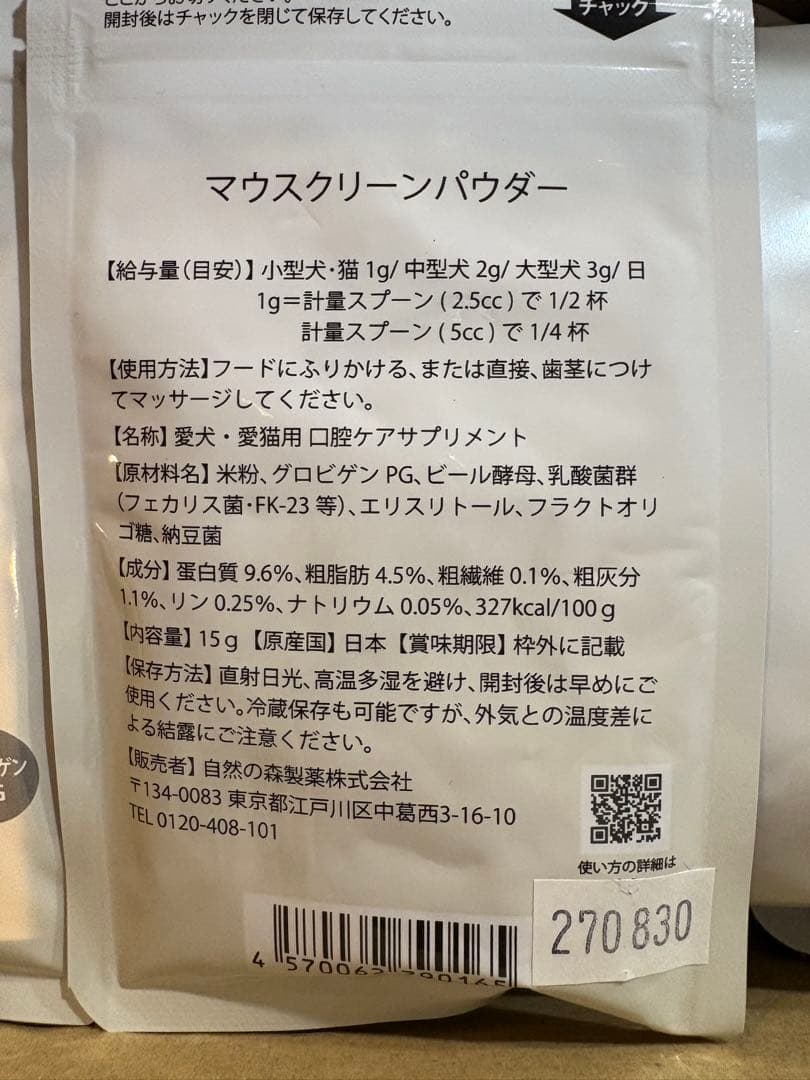 開封後はチャックを閉じて保存してください。
チャック
マウスクリーンパウダー
【給与量(目安)】小型犬・猫 1g/ 中型犬 2g/ 大型犬 3g/ 日
1g=計量スプーン ( 2.5cc ) で 1/2 杯
計量スプーン ( 5cc ) で 1/4 杯
【使用方法】フードにふりかける、または直接、歯茎につけ
てマッサージしてください。
【名称】愛犬・愛猫用 口腔ケアサプリメント
【原材料名】米粉、グロビゲン PG、ビール酵母、乳酸菌群
(フェカリス菌・FK-23 等)、エリスリトール、フラクトオリ
ゴ糖、納豆菌
【成分】蛋白質 9.6%、粗脂肪 4.5%、粗繊維 0.1%、粗灰分
1.1%、リン 0.25%、ナトリウム 0.05%、327kcal/100g
【内容量】15g 【原産国】日本 【賞味期限】枠外に記載
【保存方法】直射日光、高温多湿を避け、開封後は早めにご
使用ください。冷蔵保存も可能ですが、外気との温度差に
よる結露にご注意ください。
【販売者】自然の森製薬株式会社
〒134-0083 東京都江戸川区中葛西3-16-10
TEL 0120-408-101
使い方の詳細は
270830
4 570062
ゲン